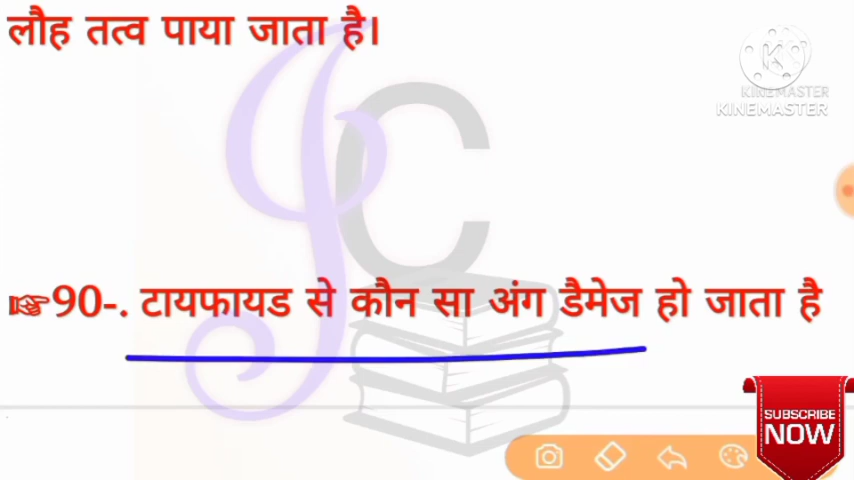 लौह तत्व पाया जाता है।
KINEMASTER
KINEMASTER
☞90-. टायफायड से कौन सा अंग डैमेज हो जाता है
SUBSCRIBE
NOW